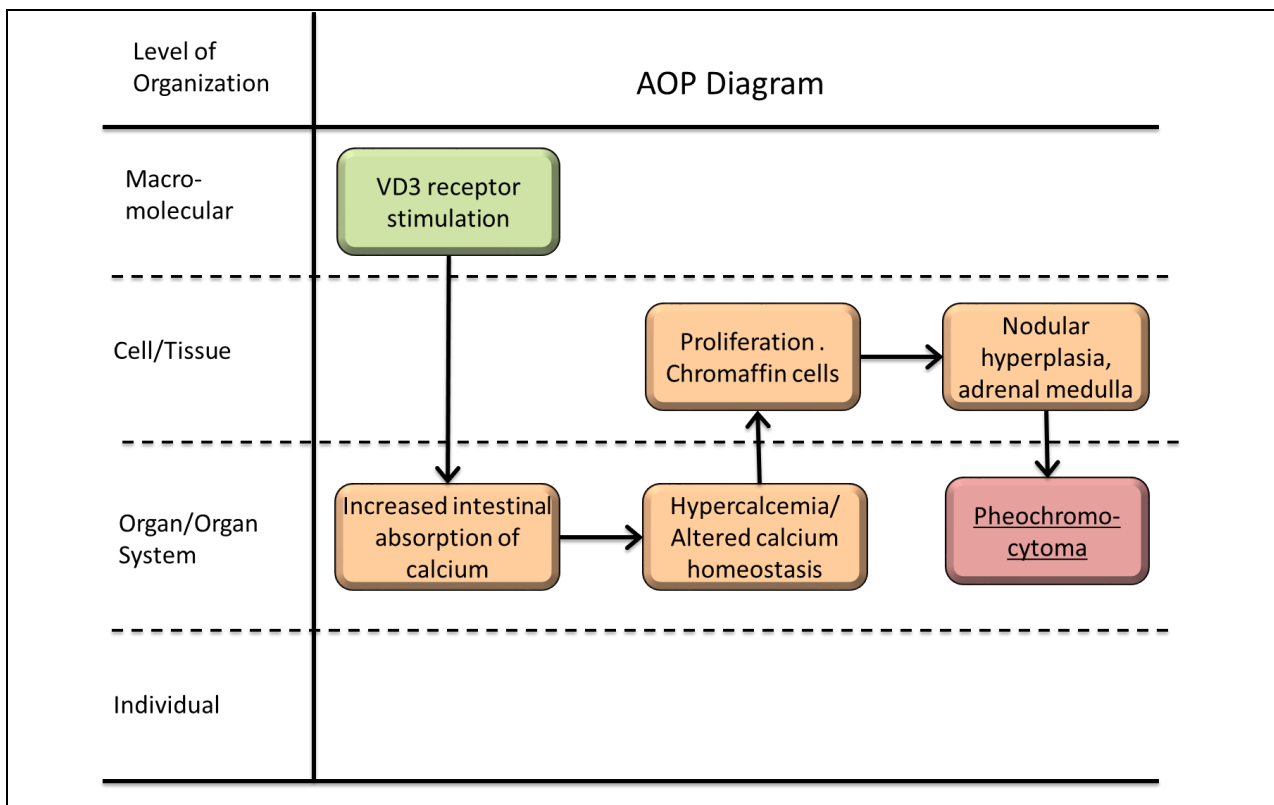 Level of
Organization
AOP Diagram
Macro-
molecular
VD3 receptor
stimulation
Cell/Tissue
Proliferation .
Chromaffin cells
Nodular
hyperplasia,
adrenal medulla
Organ/Organ
System
Increased intestinal
absorption of
calcium
Hypercalcemia/
Altered calcium
homeostasis
Pheochromo-
cytoma
Individual